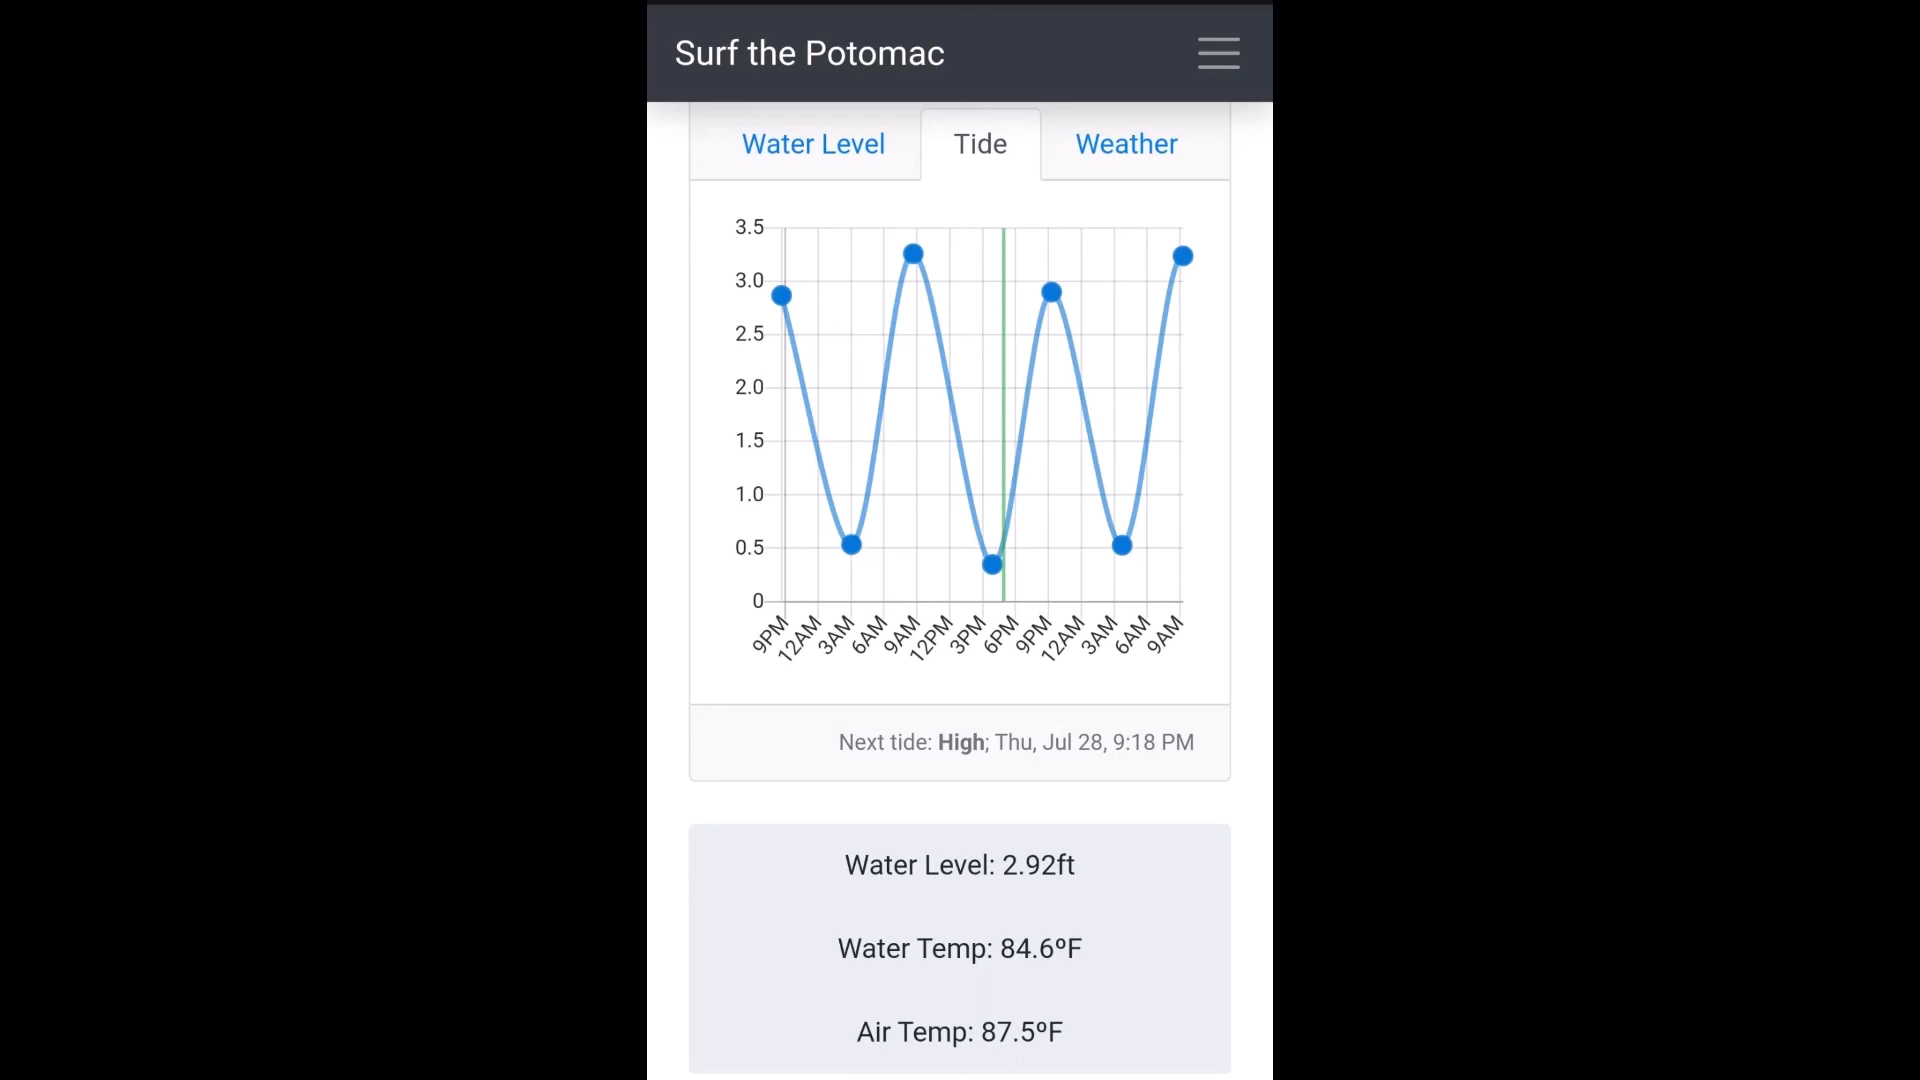 Surf the Potomac
Water Level Tide Weather
3.5
3.0
2.5
2.0
1.5
1.0
0.5
0
9PM 12AM 3AM 6AM 9AM 12PM 3PM 6PM 9PM 12AM 3AM 6AM 9AM
Next tide: High; Thu, Jul 28, 9:18 PM
Water Level: 2.92ft
Water Temp: 84.6ºF
Air Temp: 87.5ºF